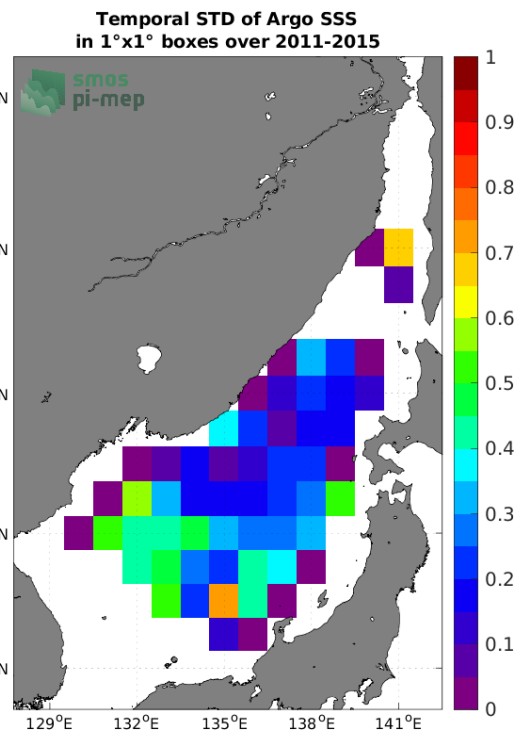 Temporal STD of Argo SSS
in 1°x1° boxes over 2011-2015
smos
pi-mep
N
N
N
N
N
129°E
132°E
135°E
138°E
141°E
1
0.9
0.8
0.7
0.6
0.5
0.4
0.3
0.2
0.1
0